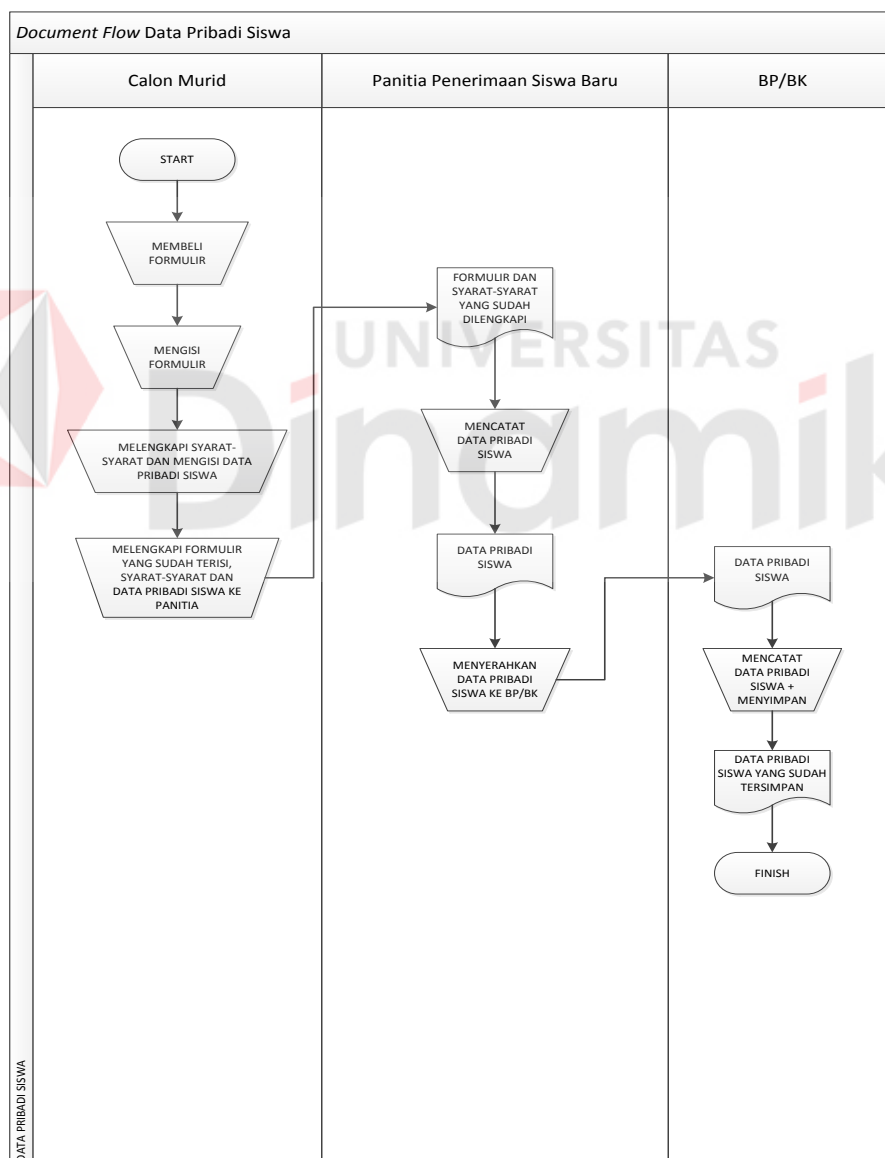 Document Flow Data Pribadi Siswa
Calon Murid
Panitia Penerimaan Siswa Baru
BP/BK
START
MEMBELI
FORMULIR
MENGISI
FORMULIR
MELENGKAPI SYARAT-
SYARAT DAN MENGISI DATA
PRIBADI SISWA
MELENGKAPI FORMULIR
YANG SUDAH TERISI,
SYARAT-SYARAT DAN
DATA PRIBADI SISWA KE
PANITIA
FORMULIR DAN
SYARAT-SYARAT
YANG SUDAH
DILENGKAPI
MENCATAT
DATA PRIBADI
SISWA
DATA PRIBADI
SISWA
MENYERAHKAN
DATA PRIBADI
SISWA KE BP/BK
DATA PRIBADI
SISWA
MENCATAT
DATA PRIBADI
SISWA +
MENYIMPAN
DATA PRIBADI
SISWA YANG SUDAH
TERSIMPAN
FINISH
DATA PRIBADI SISWA
UNIVERSITAS
Dinamik